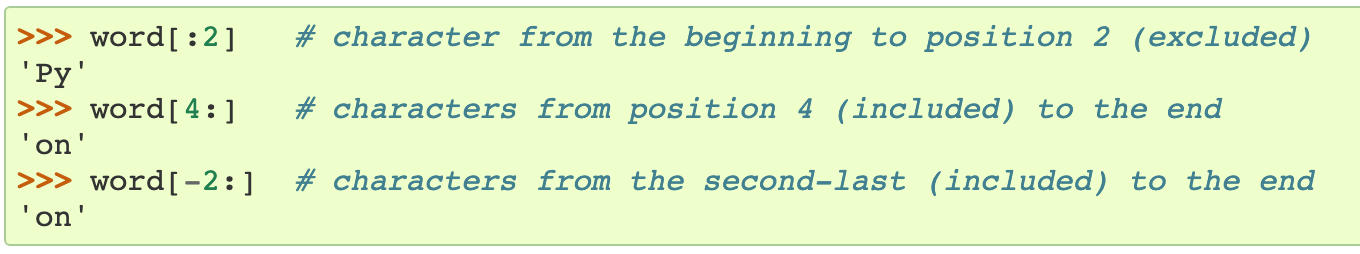 >>> word[:2]   # character from the beginning to position 2 (excluded)
'Py'
>>> word[4:]   # characters from position 4 (included) to the end
'on'
>>> word[-2:]  # characters from the second-last (included) to the end
'on'